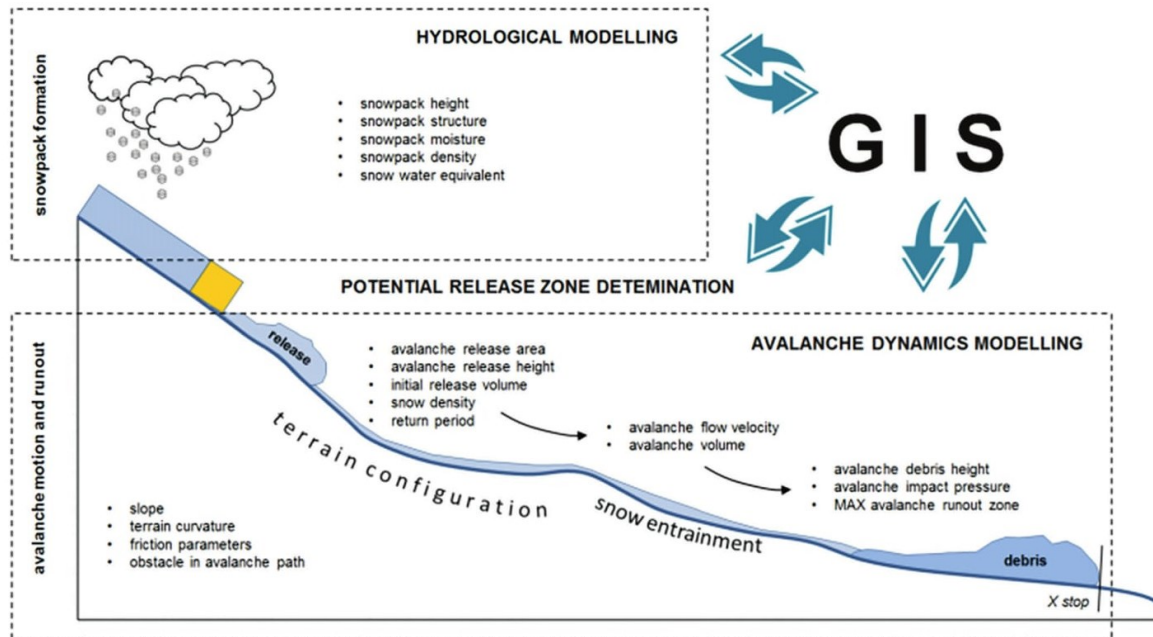 HYDROLOGICAL MODELLING
snowpack formation
• snowpack height
• snowpack structure
• snowpack moisture
• snowpack density
• snow water equivalent
G I S
POTENTIAL RELEASE ZONE DETEMINATION
AVALANCHE DYNAMICS MODELLING
avalanche motion and runout
release
• avalanche release area
• avalanche release height
• initial release volume
• snow density
• return period
• avalanche flow velocity
• avalanche volume
• avalanche debris height
• avalanche impact pressure
• MAX avalanche runout zone
terrain configuration
snow entrainment
• slope
• terrain curvature
• friction parameters
• obstacle in avalanche path
debris
X stop